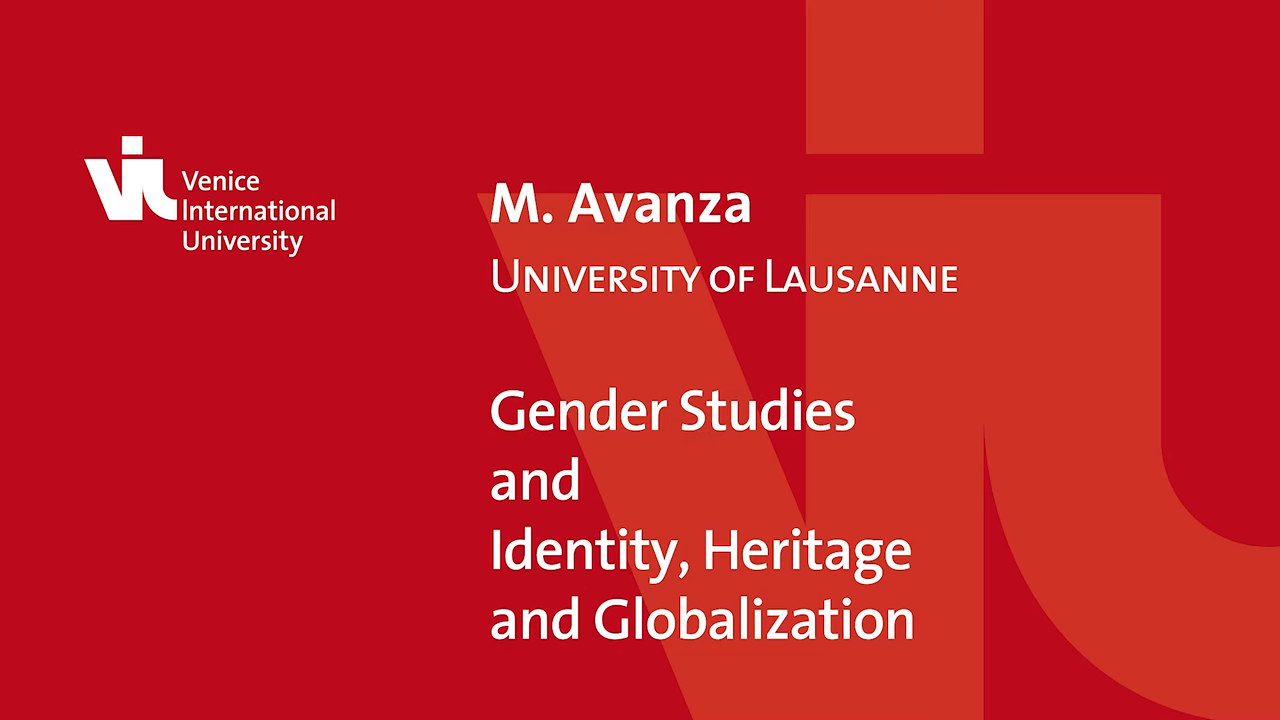 Venice
International
University
M. Avanza
University of Lausanne
Gender Studies
and
Identity, Heritage
and Globalization